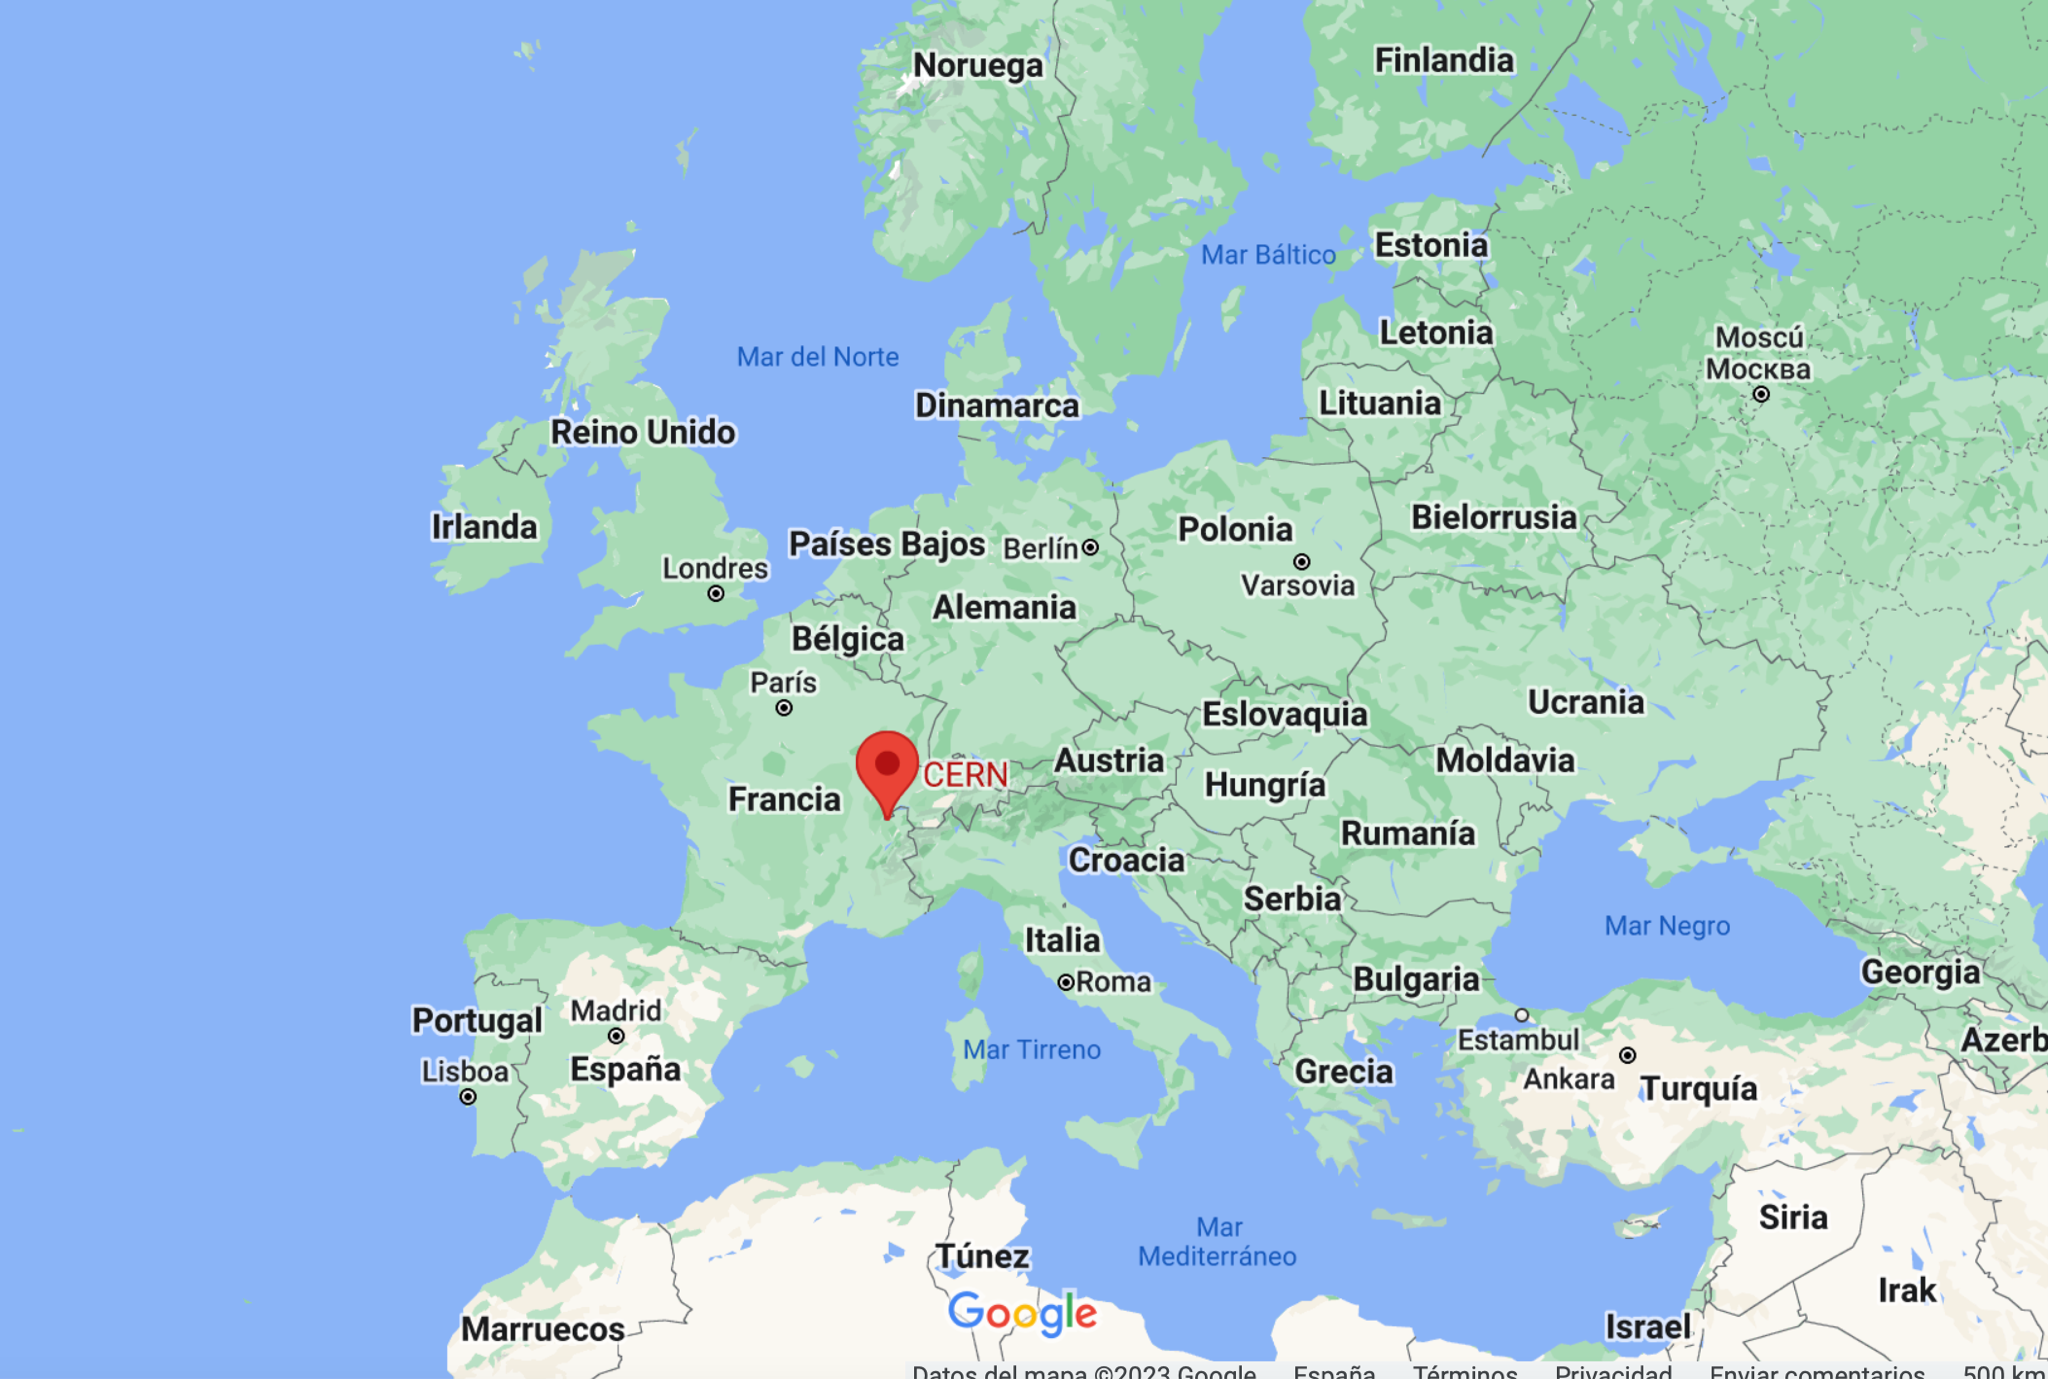 Noruega
Finlandia
Mar Báltico
Estonia
Letonia
Moscú
Москва
Mar del Norte
Dinamarca
Lituania
Reino Unido
Irlanda
Países Bajos
Berlín
Polonia
Bielorrusia
Londres
Varsovia
Alemania
Bélgica
París
Eslovaquia
Ucrania
CERN
Austria
Moldavia
Francia
Hungría
Rumanía
Croacia
Serbia
Mar Negro
Italia
Roma
Bulgaria
Georgia
Portugal
Madrid
España
Lisboa
Mar Tirreno
Estambul
Azerb
Grecia
Ankara
Turquía
Siria
Mar
Mediterráneo
Túnez
Irak
Google
Marruecos
Israel
Datos del mapa ©2023 Google España Términos Privacidad Enviar comentarios 500 km